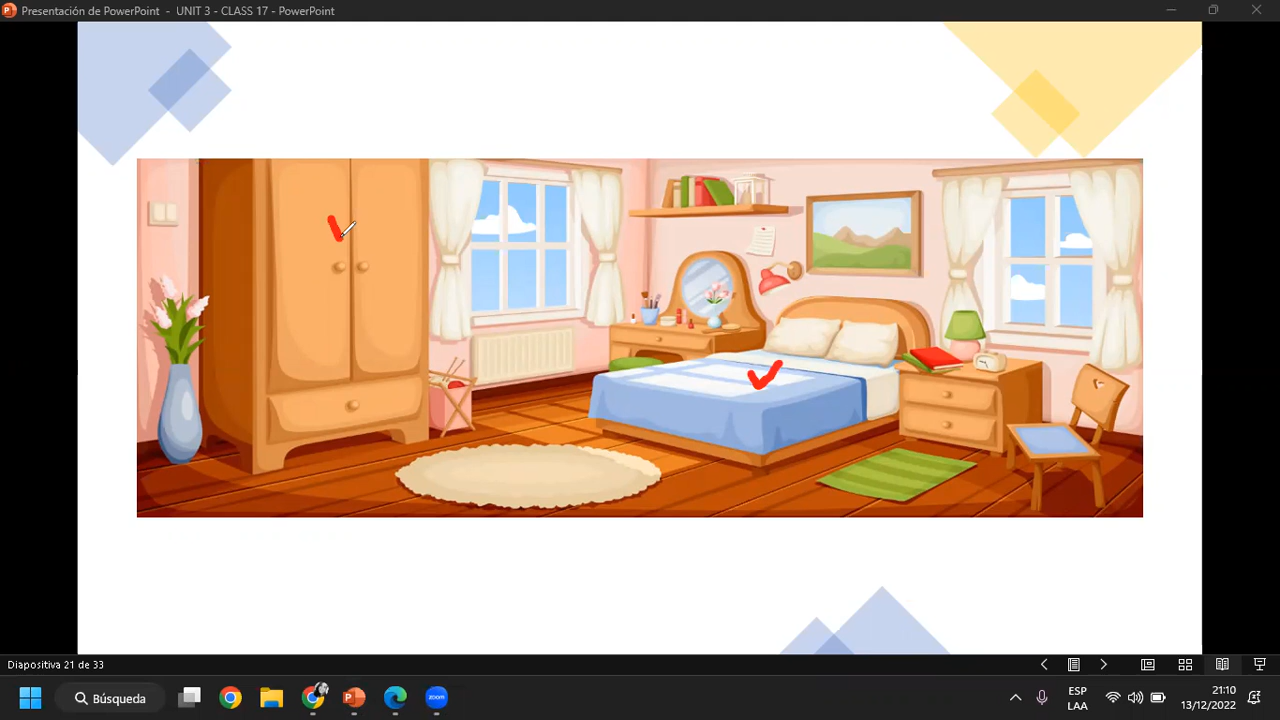 Presentación de PowerPoint - UNIT 3 - CLASS 17 - PowerPoint
Diapositiva 21 de 33
Búsqueda
zoom
ESP
LAA
21:10
13/12/2022